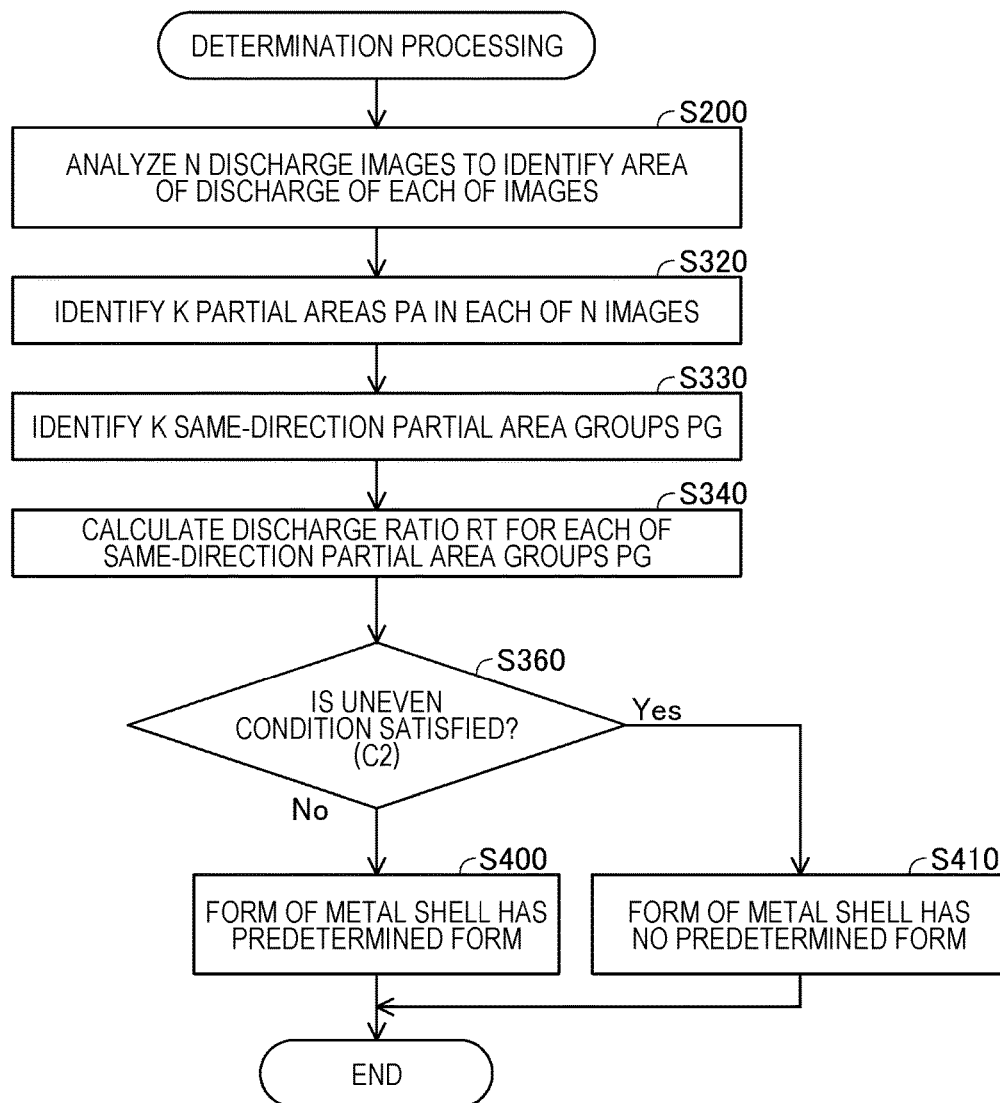 DETERMINATION PROCESSING
S200
ANALYZE N DISCHARGE IMAGES TO IDENTIFY AREA
OF DISCHARGE OF EACH OF IMAGES
S320
IDENTIFY K PARTIAL AREAS PA IN EACH OF N IMAGES
S330
IDENTIFY K SAME-DIRECTION PARTIAL AREA GROUPS PG
S340
CALCULATE DISCHARGE RATIO RT FOR EACH OF
SAME-DIRECTION PARTIAL AREA GROUPS PG
S360
IS UNEVEN
CONDITION SATISFIED?
(C2)
Yes
No
S400
FORM OF METAL SHELL HAS
PREDETERMINED FORM
S410
FORM OF METAL SHELL HAS
NO PREDETERMINED FORM
END